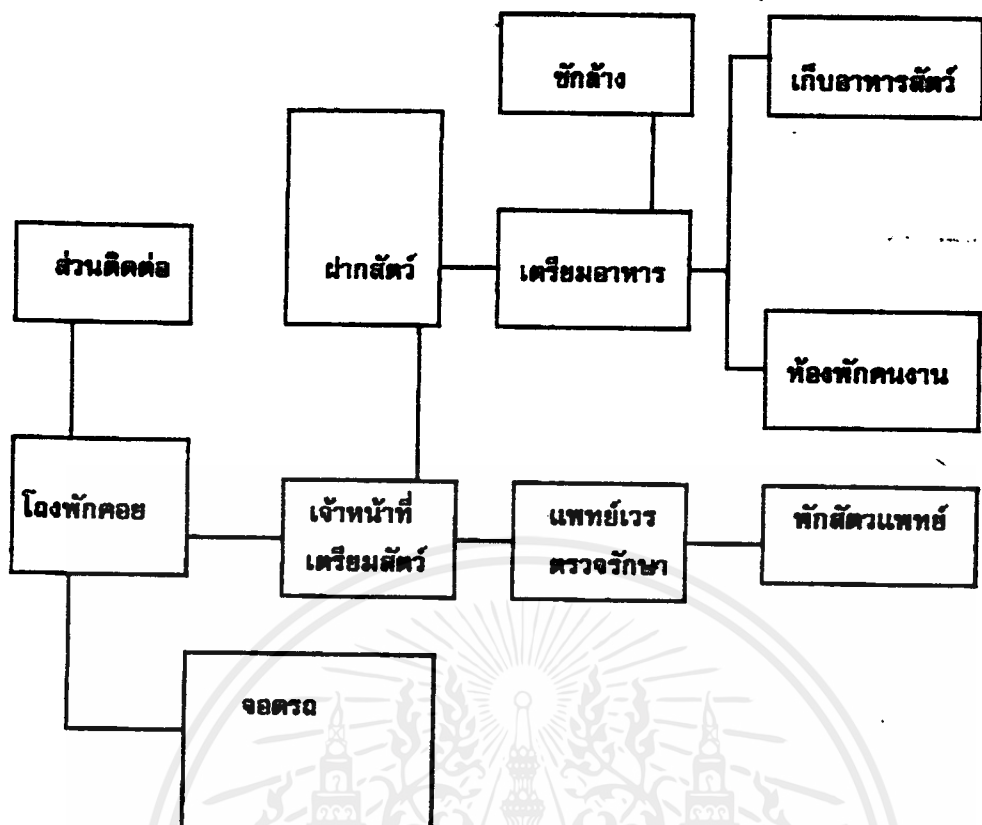 ซักล้าง
เก็บอาหารสัตว์
ส่วนติดต่อ
ฝากสัตว์
เตรียมอาหาร
ห้องพักคนงาน
โถงพักคอย
เจ้าหน้าที่
เตรียมสัตว์
แพทย์เวร
ตรวจรักษา
พักสัตวแพทย์
จอดรถ